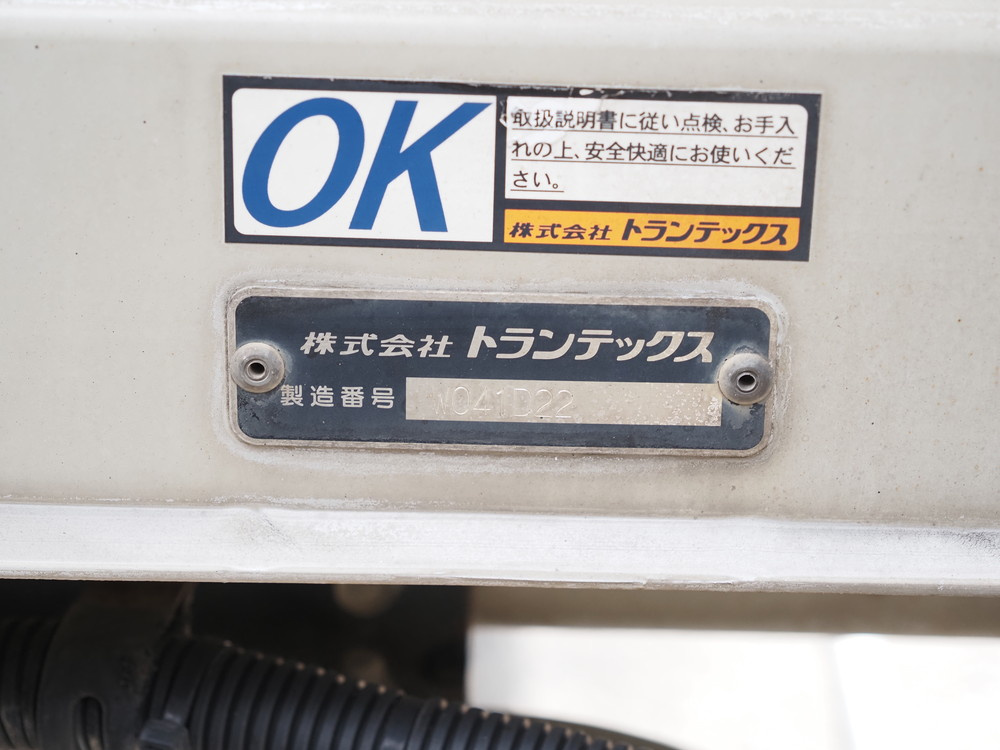 OK
取扱説明書に従い点検、お手入
れの上、安全快適にお使いくだ
さい。
株式会社 トランテックス
株式会社 トランテックス
製造番号 W041D22